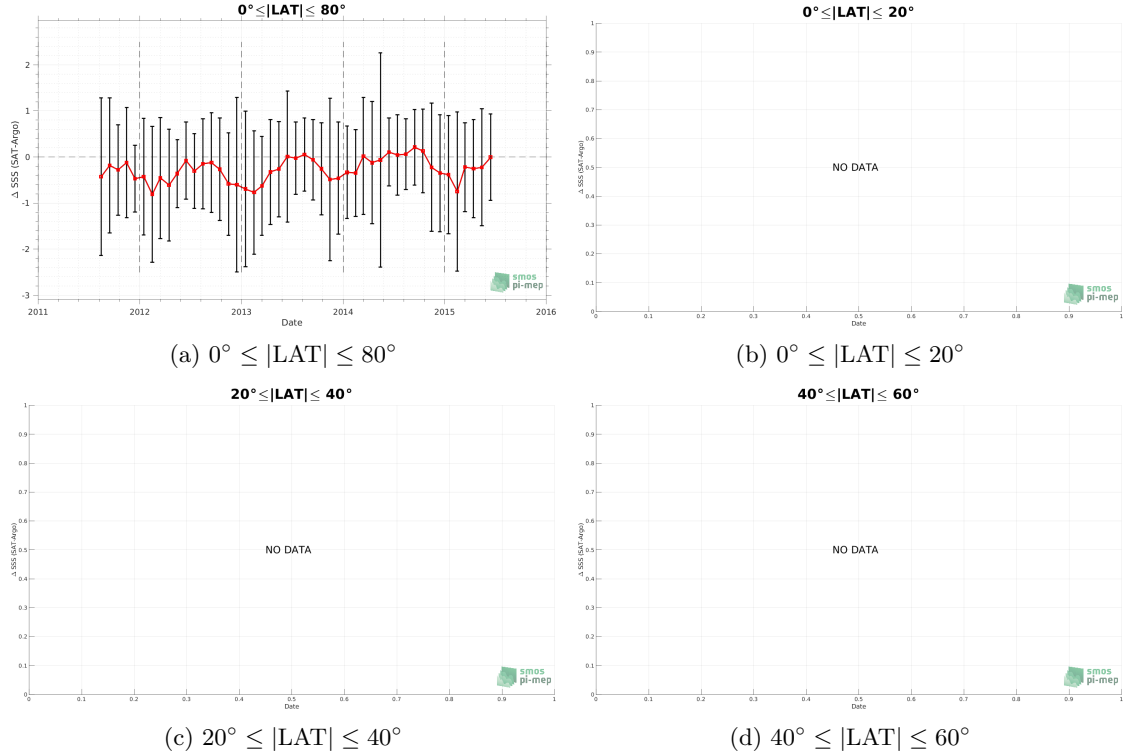 0°≤|LAT|≤ 80°
Δ SSS (SAT-Argo)
2
1
0
-1
-2
-3
2011 2012 2013 2014 2015 2016
Date
smos
pi-mep
(a) 0° ≤ |LAT| ≤ 80°
0°≤|LAT|≤ 20°
Δ SSS (SAT-Argo)
1
0.9
0.8
0.7
0.6
0.5
0.4
0.3
0.2
0.1
0
NO DATA
0 0.1 0.2 0.3 0.4 0.5 0.6 0.7 0.8 0.9 1
Date
smos
pi-mep
(b) 0° ≤ |LAT| ≤ 20°
20°≤|LAT|≤ 40°
Δ SSS (SAT-Argo)
1
0.9
0.8
0.7
0.6
0.5
0.4
0.3
0.2
0.1
0
NO DATA
0 0.1 0.2 0.3 0.4 0.5 0.6 0.7 0.8 0.9 1
Date
smos
pi-mep
(c) 20° ≤ |LAT| ≤ 40°
40°≤|LAT|≤ 60°
Δ SSS (SAT-Argo)
1
0.9
0.8
0.7
0.6
0.5
0.4
0.3
0.2
0.1
0
NO DATA
0 0.1 0.2 0.3 0.4 0.5 0.6 0.7 0.8 0.9 1
Date
smos
pi-mep
(d) 40° ≤ |LAT| ≤ 60°